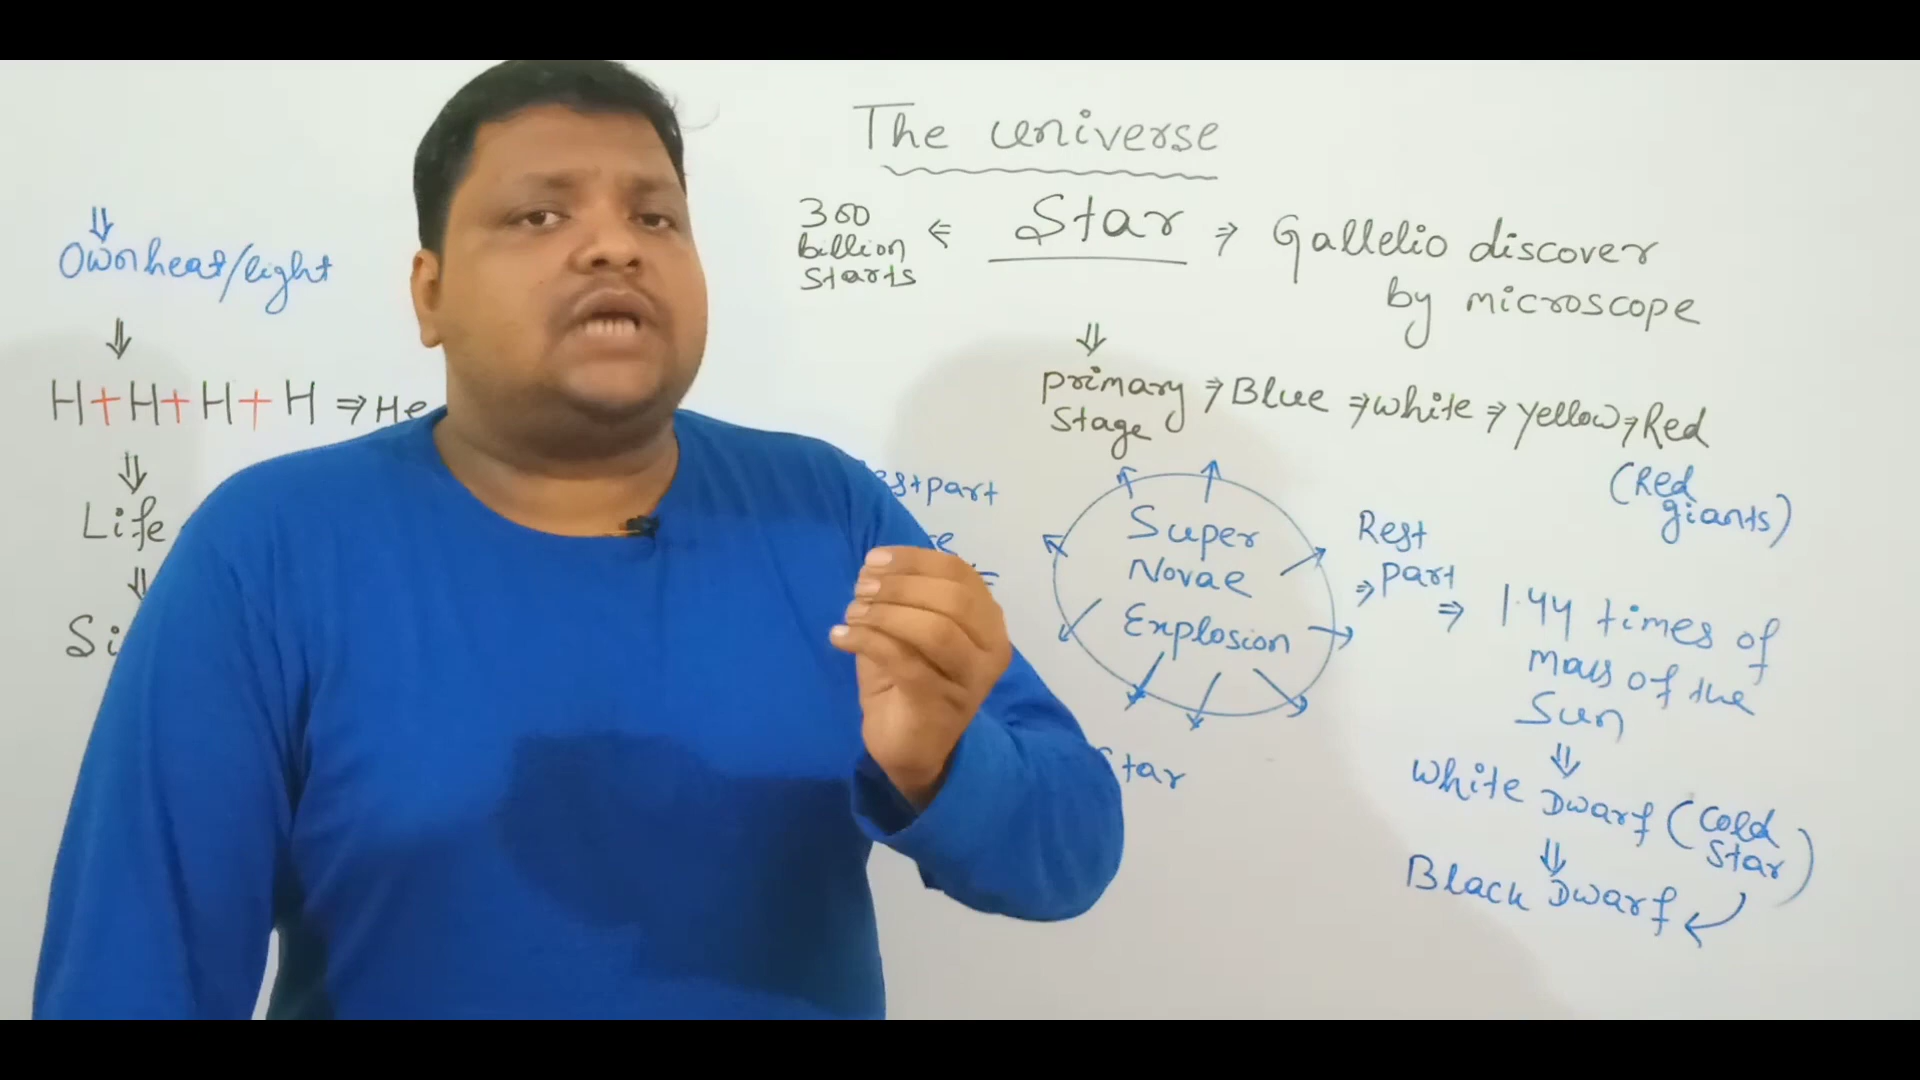 The universe
300
billion
Starts
⇐ Star ⇒ Gallelio discover
by microscope
⇓
Own heat/light
⇓
H+H+H+H ⇒ He
⇓
Life
⇓
⇓
primary
Stage
⇒ Blue ⇒ white ⇒ Yellow ⇒ Red
(Red
giants)
part
Super
Novae
Explosion
Rest
⇒ part
⇒ 1.44 times of
mass of the
Sun
⇓
White Dwarf (Cold
Star)
⇓
Black Dwarf